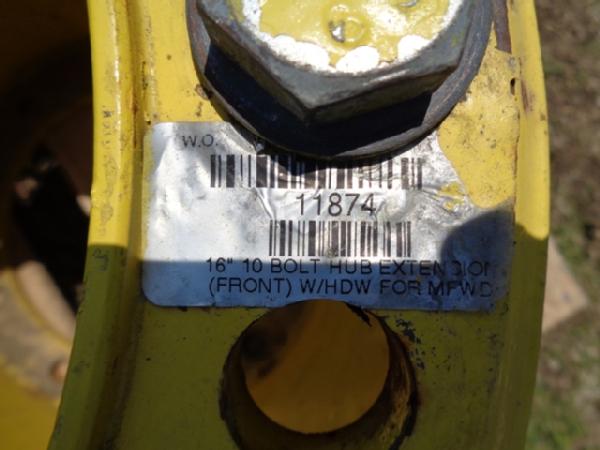 W.O.
11874
16" 10 BOLT HUB EXTENSION
(FRONT) W/HDW FOR MFWD